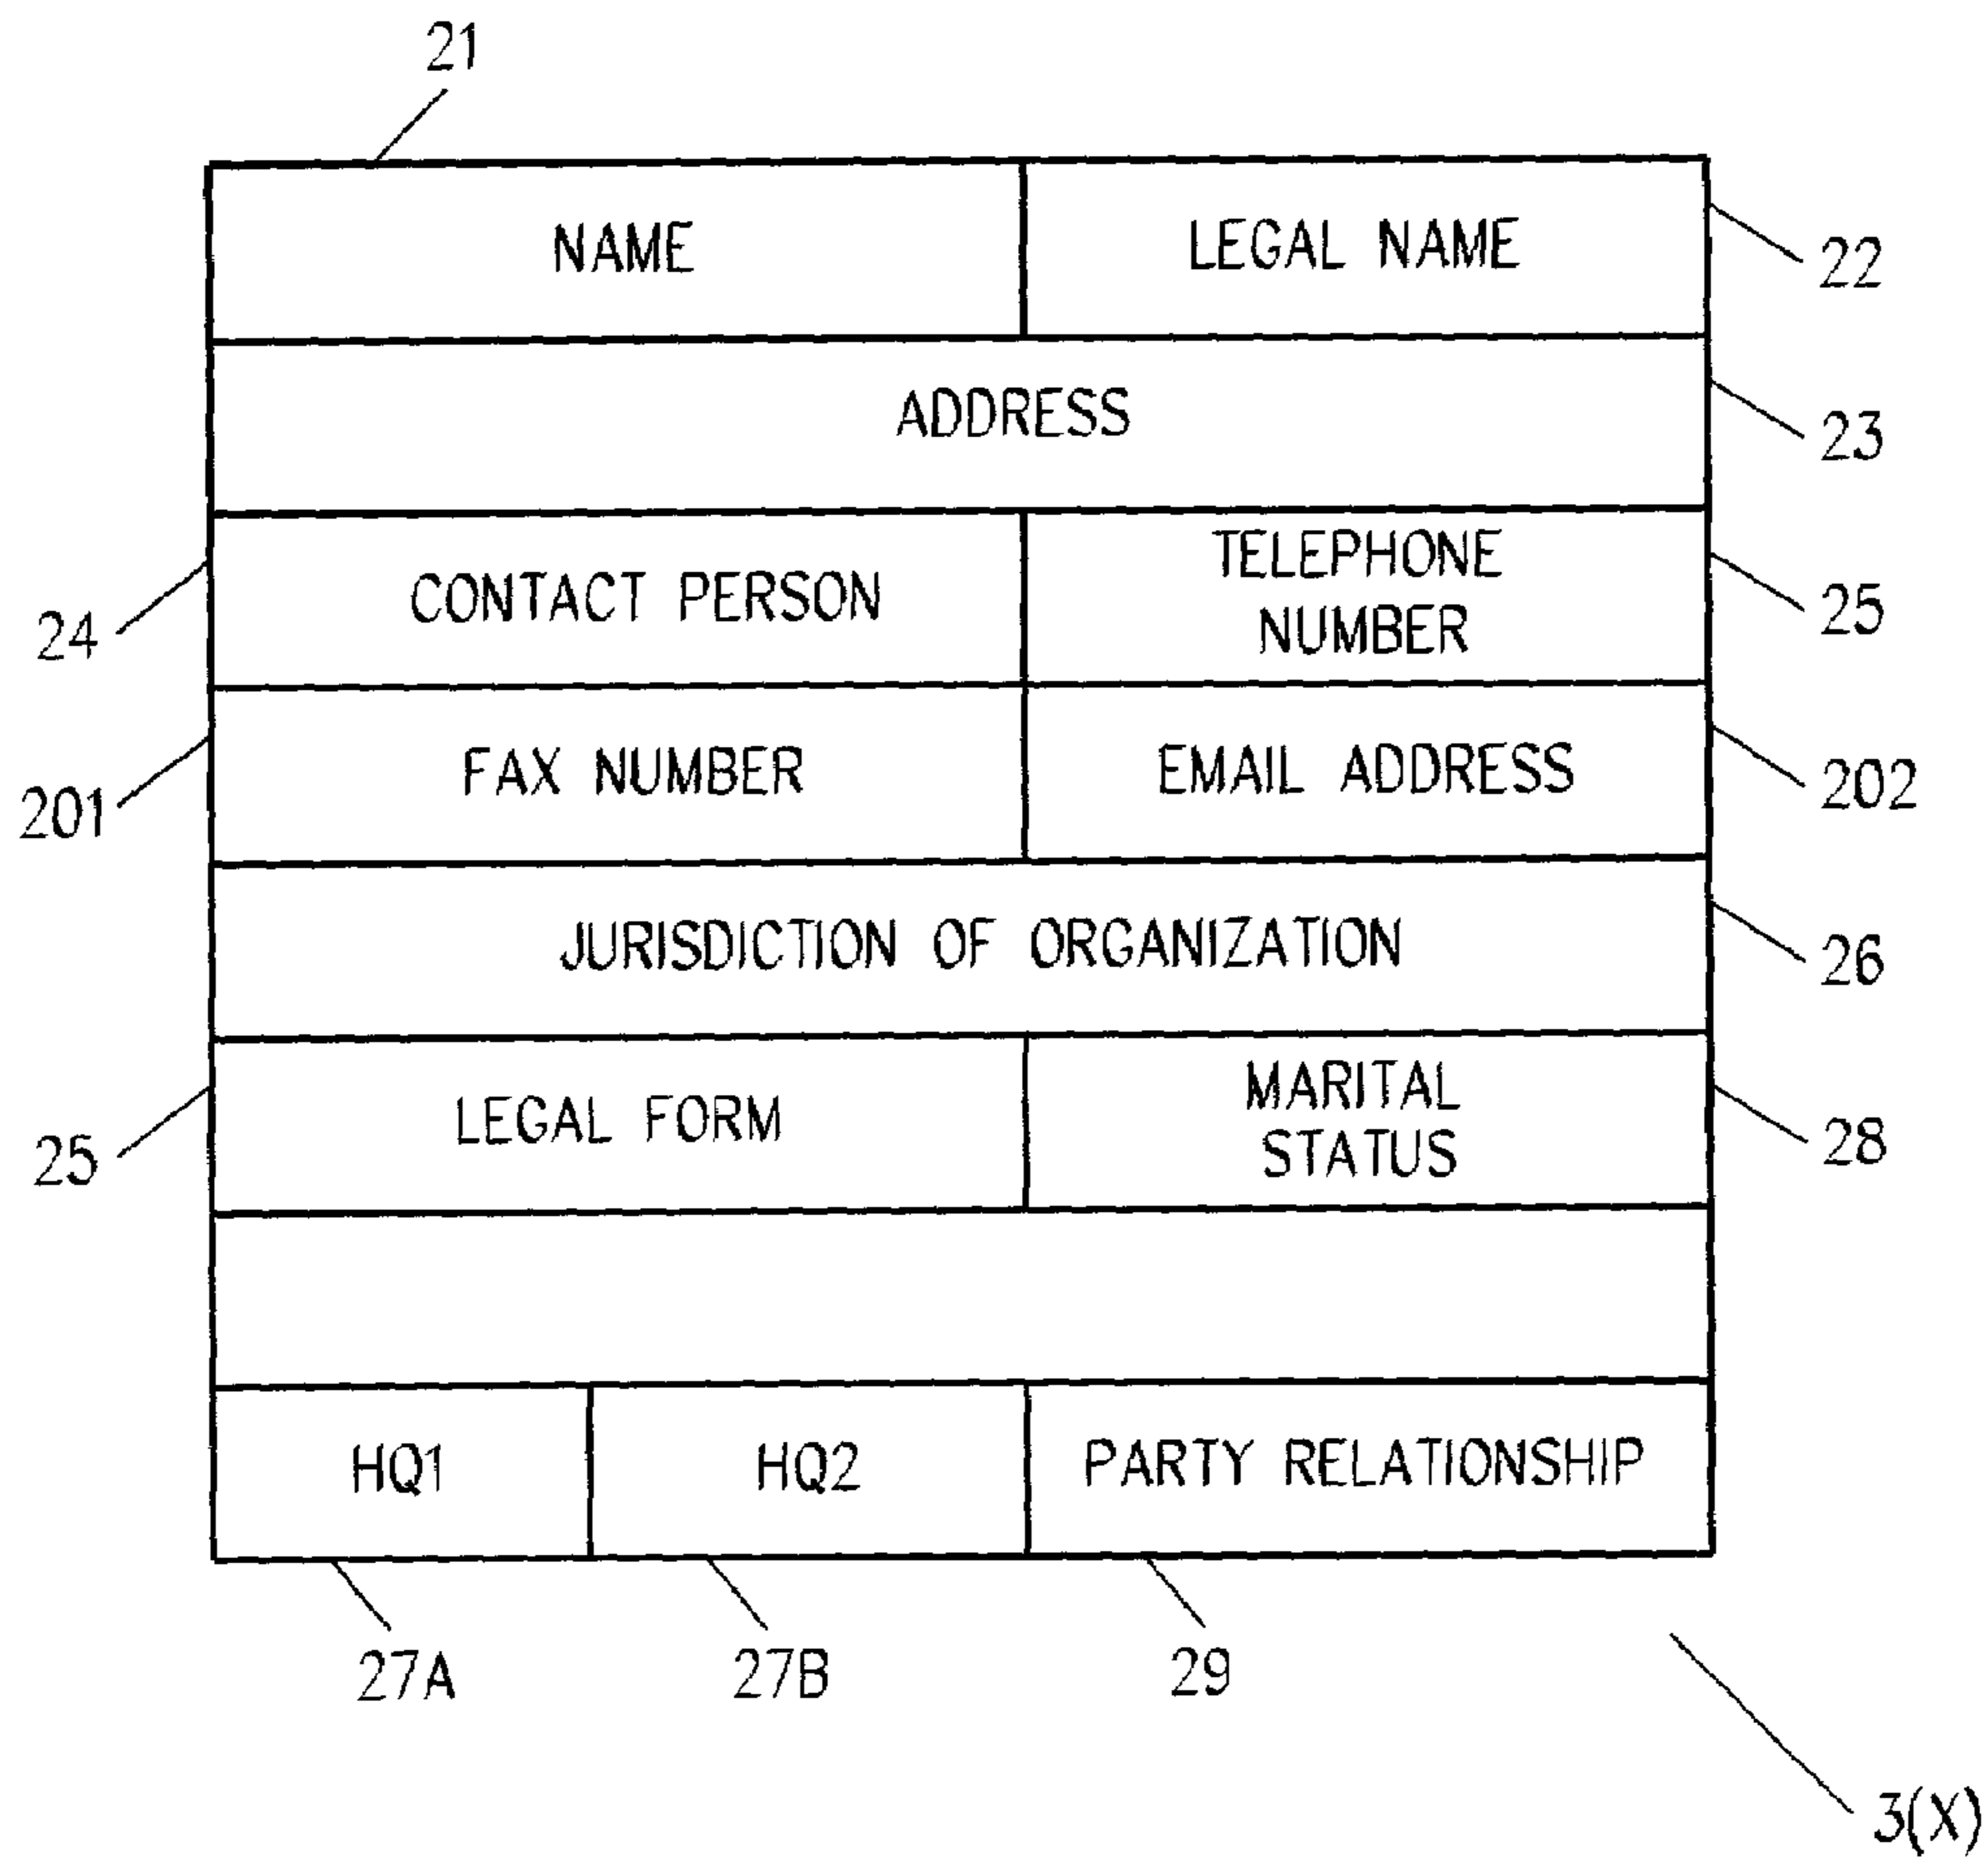 21
NAME
LEGAL NAME
22
ADDRESS
23
24
CONTACT PERSON
TELEPHONE
NUMBER
25
201
FAX NUMBER
EMAIL ADDRESS
202
JURISDICTION OF ORGANIZATION
26
25
LEGAL FORM
MARITAL
STATUS
28
HQ1
HQ2
PARTY RELATIONSHIP
27A
27B
29
3(X)